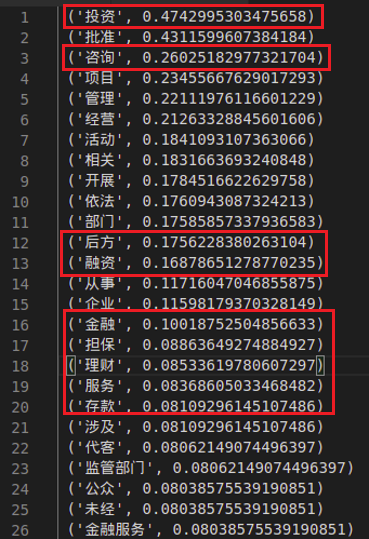 1 ('投资', 0.4742995303475658)
2 ('批准', 0.4311599607384184)
3 ('咨询', 0.26025182977321704)
4 ('项目', 0.23455667629017293)
5 ('管理', 0.22111976116601229)
6 ('经营', 0.21263328845601606)
7 ('活动', 0.1841093107363066)
8 ('相关', 0.1831663693240848)
9 ('开展', 0.1784516622629758)
10 ('依法', 0.1760943087324213)
11 ('部门', 0.17585857337936583)
12 ('后方', 0.1756228380263104)
13 ('融资', 0.16878651278770235)
14 ('从事', 0.11716047046855875)
15 ('企业', 0.11598179370328149)
16 ('金融', 0.10018752504856633)
17 ('担保', 0.08863649274884927)
18 ('理财', 0.08533619780607297)
19 ('服务', 0.08368605033468482)
20 ('存款', 0.08109296145107486)
21 ('涉及', 0.08109296145107486)
22 ('代客', 0.08062149074496397)
23 ('监管部门', 0.08062149074496397)
24 ('公众', 0.08038575539190851)
25 ('未经', 0.08038575539190851)
26 ('金融服务', 0.08038575539190851)